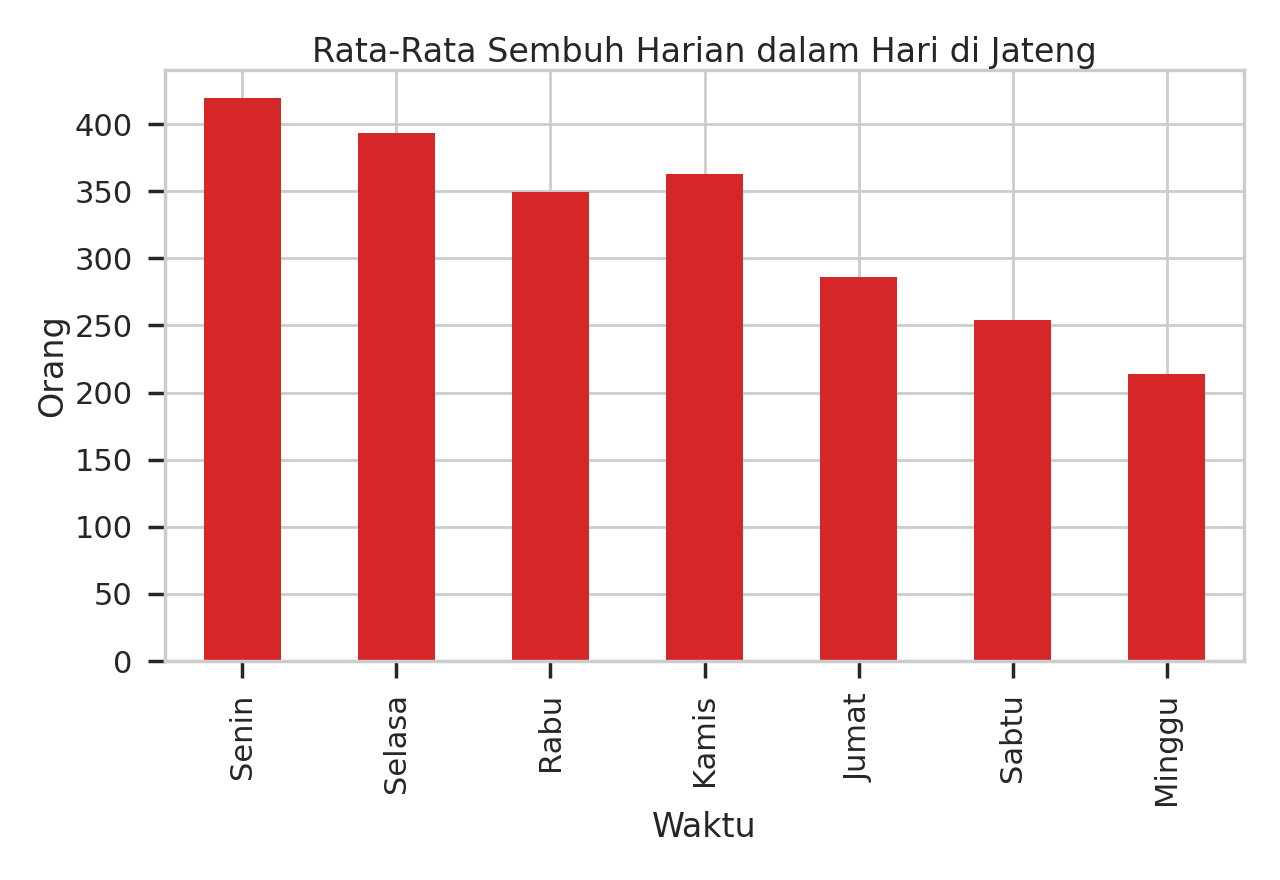 Rata-Rata Sembuh Harian dalam Hari di Jateng
Orang
400
350
300
250
200
150
100
50
0
Senin
Selasa
Rabu
Kamis
Jumat
Sabtu
Minggu
Waktu